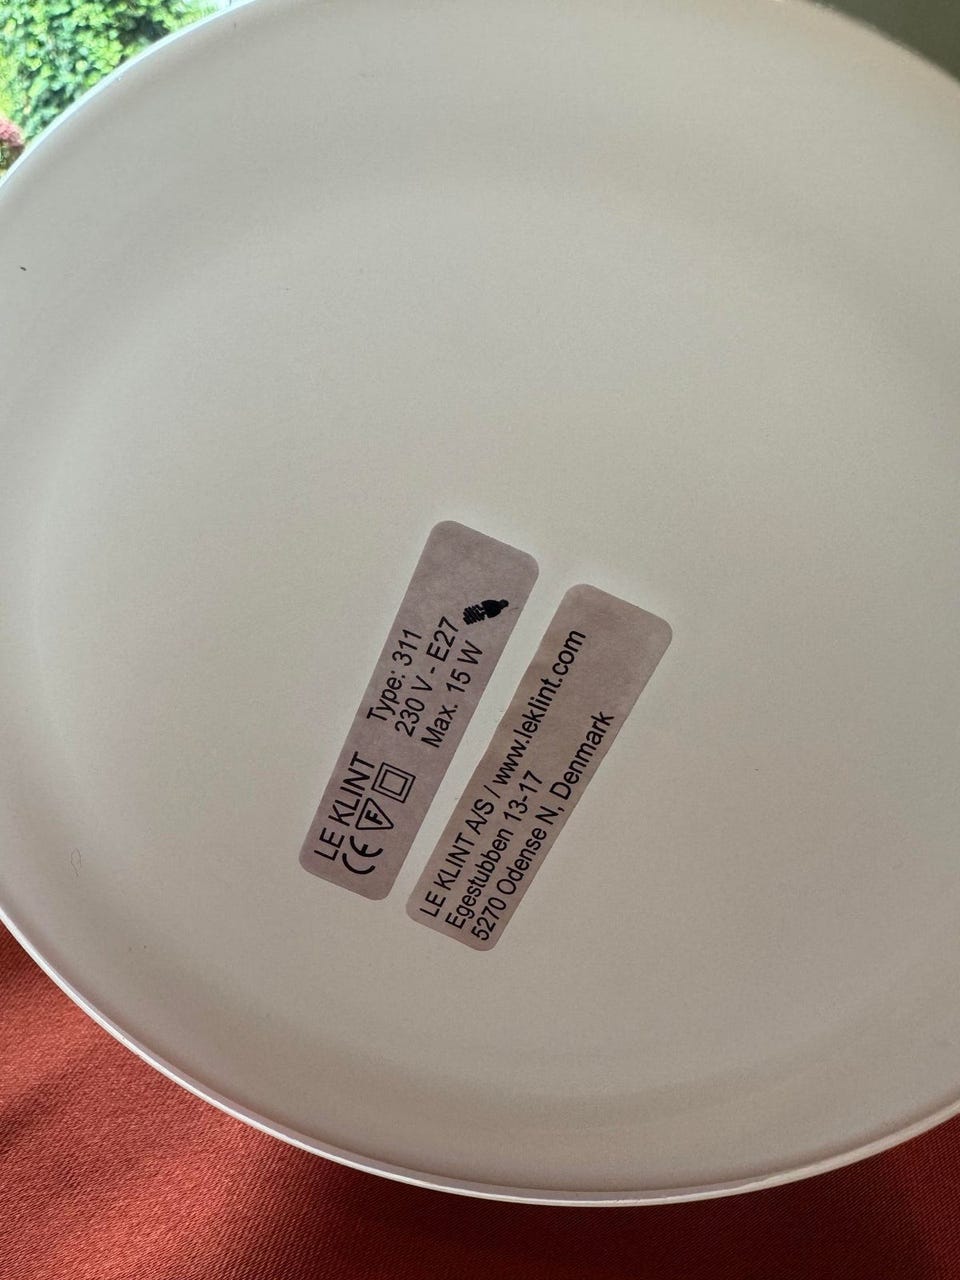 LE KLINT
CE F
Type: 311
230 V - E27
Max. 15 W
LE KLINT A/S / www.leklint.com
Egestubben 13-17
5270 Odense N, Denmark